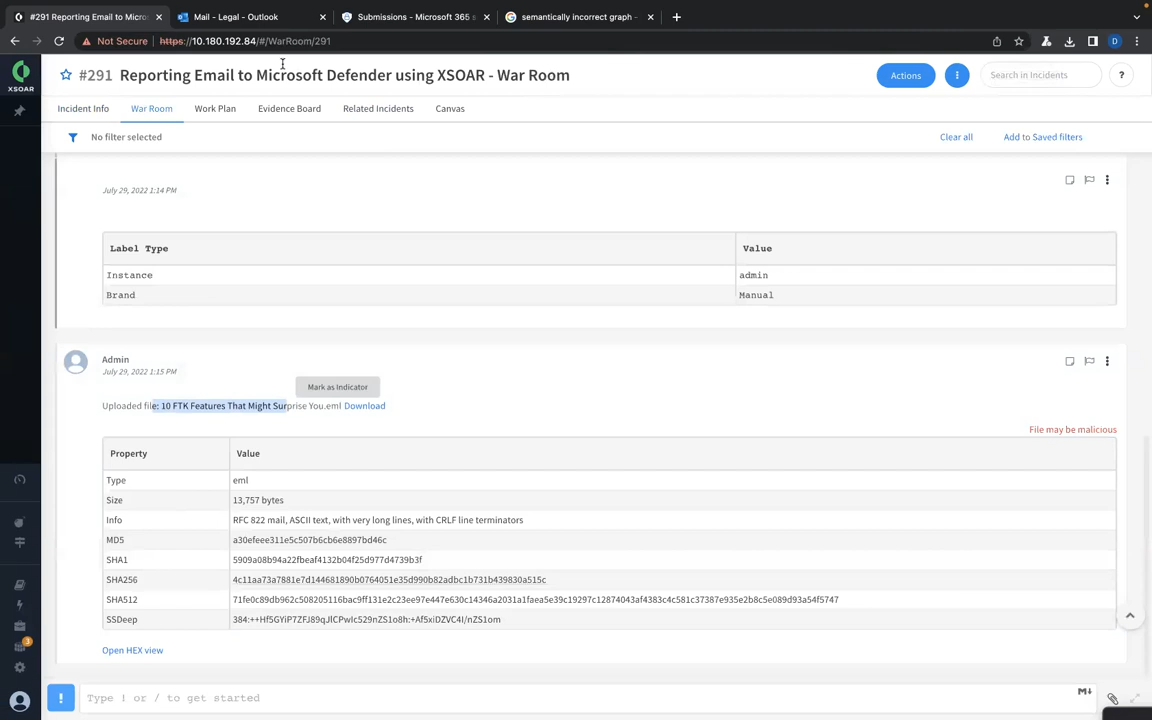 #291 Reporting Email to Micros
Mail - Legal - Outlook
Submissions - Microsoft 365 s
semantically incorrect graph -
Not Secure
https://10.180.192.84/#/WarRoom/291
D
XSOAR
#291 Reporting Email to Microsoft Defender using XSOAR - War Room
Actions
Search in Incidents
?
Incident Info
War Room
Work Plan
Evidence Board
Related Incidents
Canvas
No filter selected
Clear all
Add to Saved filters
July 29, 2022 1:14 PM
Label Type Value
Instance admin
Brand Manual
Admin
July 29, 2022 1:15 PM
Mark as Indicator
Uploaded file: 10 FTK Features That Might Surprise You.eml Download
File may be malicious
Property Value
Type eml
Size 13,757 bytes
Info RFC 822 mail, ASCII text, with very long lines, with CRLF line terminators
MD5 a30efeee311e5c507b6cb6e8897bd46c
SHA1 5909a08b94a22fbeaf4132b04f25d977d4739b3f
SHA256 4c11aa73a7881e7d144681890b0764051e35d990b82adbc1b731b439830a515c
SHA512 71fe0c89db962c508205116bac9ff131e2c23ee97e447e630c14346a2031a1faea5e39c19297c12874043af4383c4c581c37387e935e2b8c5e089d93a54f5747
SSDeep 384:++Hf5GYiP7ZFJ89qJlCPwIc529nZS1o8h:+Af5xiDZVC4I/nZS1om
Open HEX view
3
!
Type ! or / to get started
M